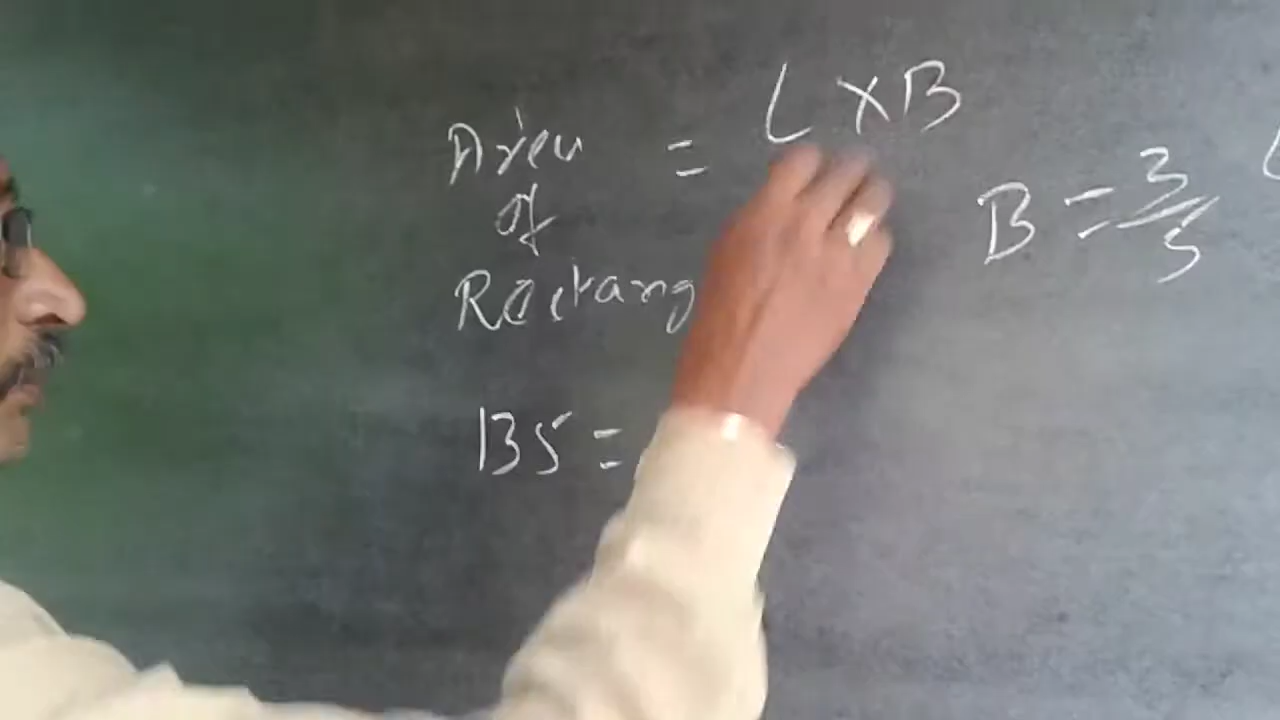 Area = L × B
of
Rectang
B = 3/5
135 =